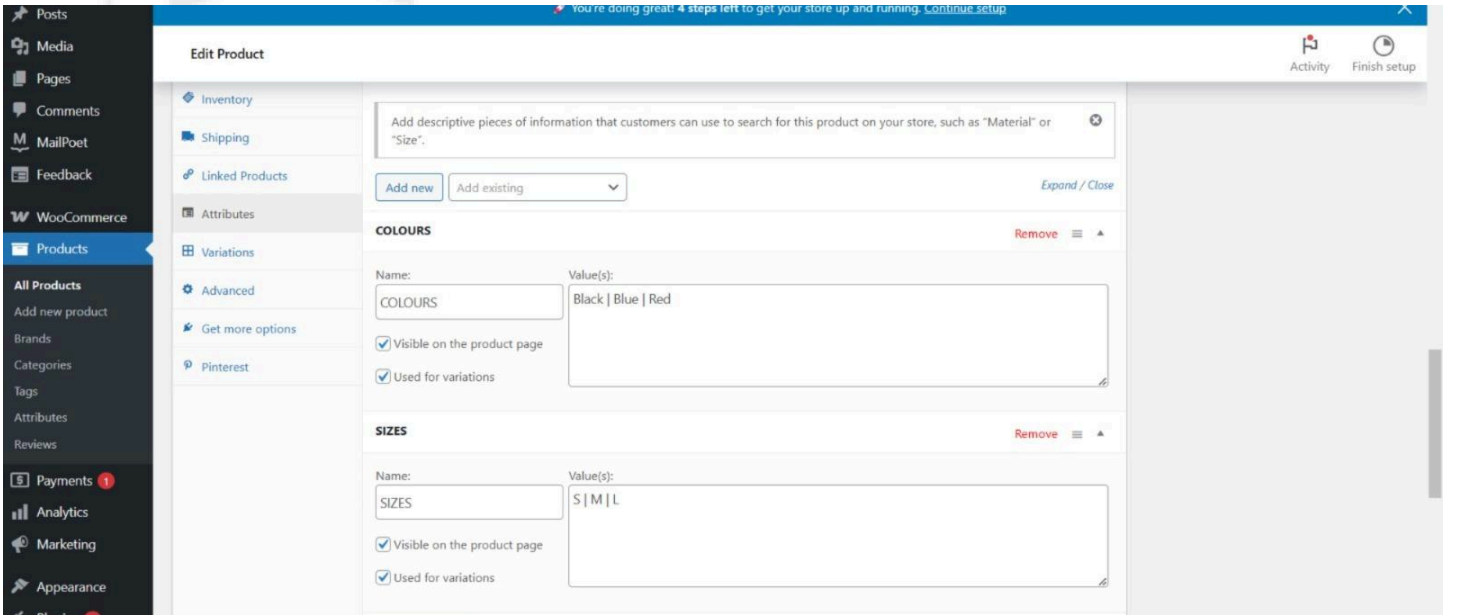 Posts
You're doing great! 4 steps left to get your store up and running. Continue setup
Media
Edit Product
Activity
Finish setup
Pages
Comments
MailPoet
Feedback
WooCommerce
Products
All Products
Add new product
Brands
Categories
Tags
Attributes
Reviews
Payments 1
Analytics
Marketing
Appearance
Inventory
Shipping
Linked Products
Attributes
Variations
Advanced
Get more options
Pinterest
Add descriptive pieces of information that customers can use to search for this product on your store, such as "Material" or
"Size".
Add new
Add existing
Expand / Close
COLOURS
Remove
Name:
Value(s):
COLOURS
Black | Blue | Red
Visible on the product page
Used for variations
SIZES
Remove
Name:
Value(s):
SIZES
S | M | L
Visible on the product page
Used for variations